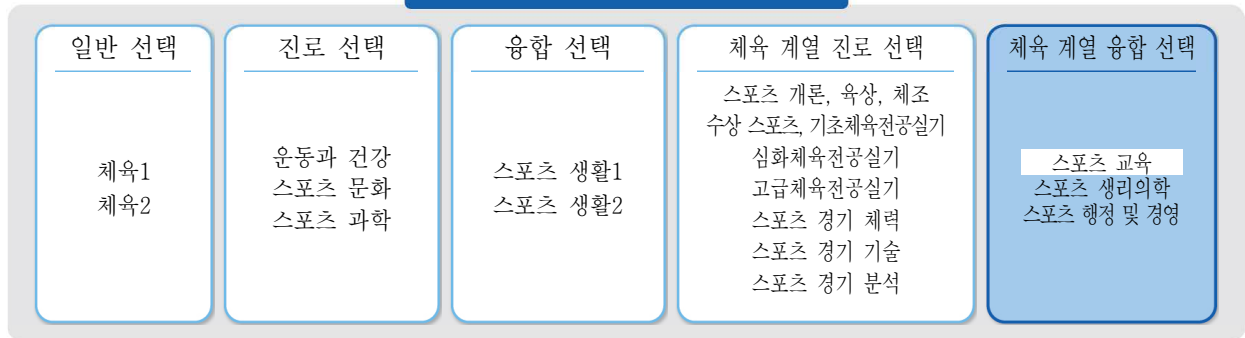 일반 선택
체육1
체육2
진로 선택
운동과 건강
스포츠 문화
스포츠 과학
융합 선택
스포츠 생활1
스포츠 생활2
체육 계열 진로 선택
스포츠 개론, 육상, 체조
수상 스포츠, 기초체육전공실기
심화체육전공실기
고급체육전공실기
스포츠 경기 체력
스포츠 경기 기술
스포츠 경기 분석
체육 계열 융합 선택
스포츠 교육
스포츠 생리의학
스포츠 행정 및 경영